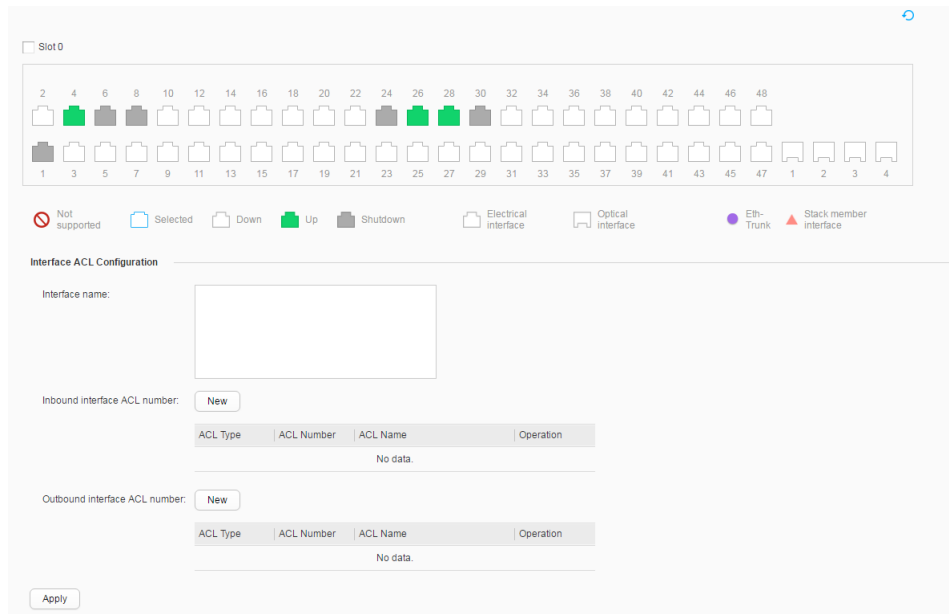 Slot 0
2 4 6 8 10 12 14 16 18 20 22 24 26 28 30 32 34 36 38 40 42 44 46 48
1 3 5 7 9 11 13 15 17 19 21 23 25 27 29 31 33 35 37 39 41 43 45 47 1 2 3 4
Not supported Selected Down Up Shutdown Electrical interface Optical interface Eth-Trunk Stack member interface
Interface ACL Configuration
Interface name:
Inbound interface ACL number: New
ACL Type ACL Number ACL Name Operation
No data.
Outbound interface ACL number: New
ACL Type ACL Number ACL Name Operation
No data.
Apply